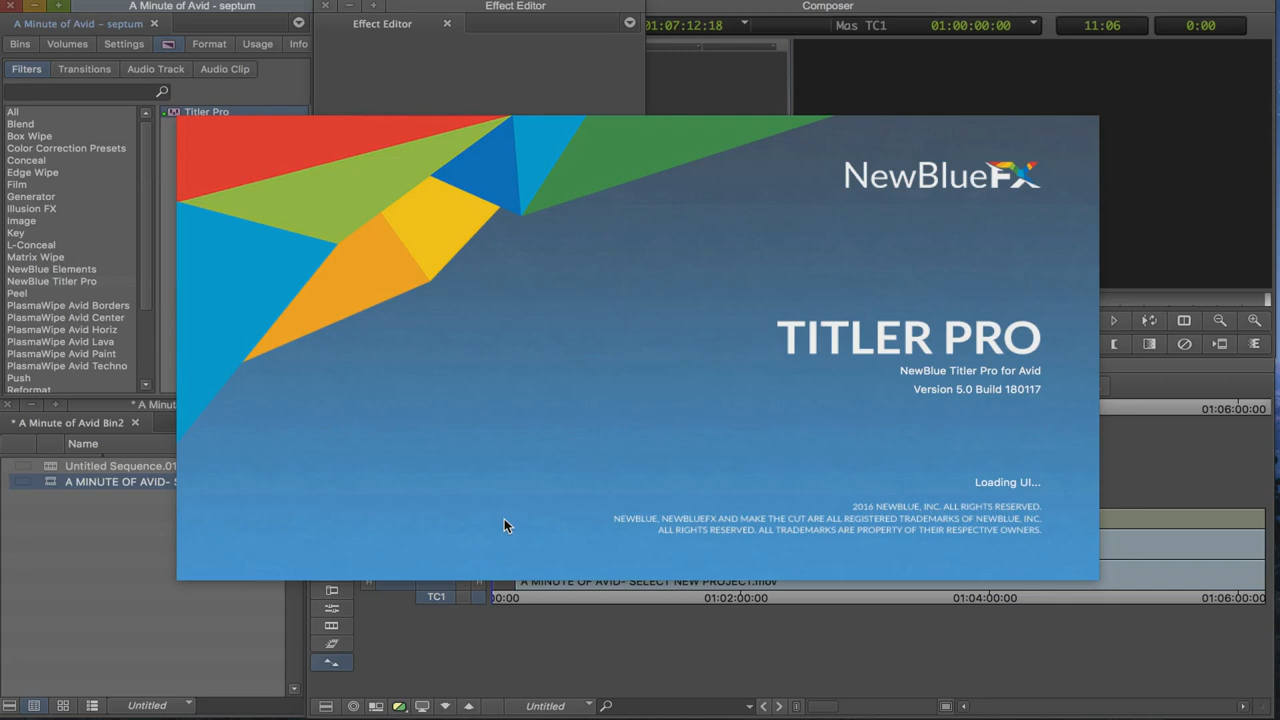 A Minute of Avid - septum
Effect Editor
Composer
A Minute of Avid - septum
Effect Editor
01:07:12:18
Mas TC1
01:00:00:00
11:06
0:00
Bins
Volumes
Settings
Format
Usage
Info
Filters
Transitions
Audio Track
Audio Clip
All
Blend
Box Wipe
Color Correction Presets
Conceal
Edge Wipe
Film
Generator
Illusion FX
Image
Key
L-Conceal
Matrix Wipe
NewBlue Elements
NewBlue Titler Pro
Peel
PlasmaWipe Avid Borders
PlasmaWipe Avid Center
PlasmaWipe Avid Horiz
PlasmaWipe Avid Lava
PlasmaWipe Avid Paint
PlasmaWipe Avid Techno
Push
Reformat
Titler Pro
NewBlueFX
TITLER PRO
NewBlue Titler Pro for Avid
Version 5.0 Build 180117
Loading UI...
2016 NEWBLUE, INC. ALL RIGHTS RESERVED.
NEWBLUE, NEWBLUEFX AND MAKE THE CUT ARE ALL REGISTERED TRADEMARKS OF NEWBLUE, INC.
ALL RIGHTS RESERVED. ALL TRADEMARKS ARE PROPERTY OF THEIR RESPECTIVE OWNERS.
* A Minu
* A Minute of Avid Bin2
Name
Untitled Sequence.01
A MINUTE OF AVID- S
01:06:00:00
A MINUTE OF AVID- SELECT NEW PROJECT.mov
TC1
00:00
01:02:00:00
01:04:00:00
01:06:00:00
Untitled
Untitled